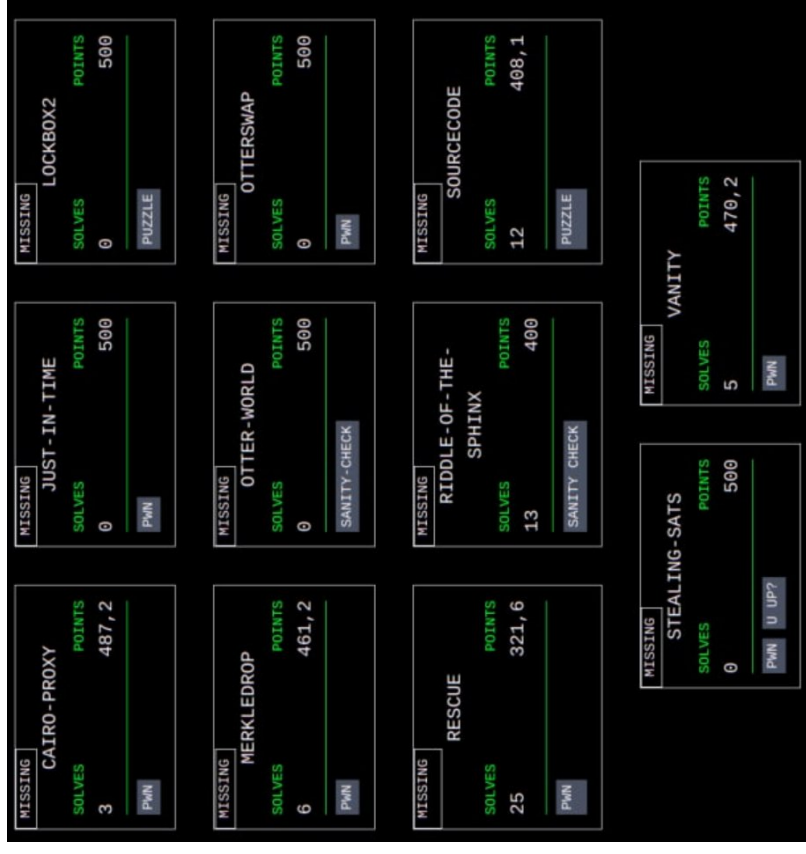 MISSING
CAIRO-PROXY
SOLVES POINTS
3 487,2
PWN
MISSING
JUST-IN-TIME
SOLVES POINTS
0 500
PWN
MISSING
LOCKBOX2
SOLVES POINTS
0 500
PUZZLE
MISSING
MERKLEDROP
SOLVES POINTS
6 461,2
PWN
MISSING
OTTER-WORLD
SOLVES POINTS
0 500
SANITY-CHECK
MISSING
OTTERSWAP
SOLVES POINTS
0 500
PWN
MISSING
RESCUE
SOLVES POINTS
25 321,6
PWN
MISSING
RIDDLE-OF-THE-
SPHINX
SOLVES POINTS
13 400
SANITY CHECK
MISSING
SOURCECODE
SOLVES POINTS
12 408,1
PUZZLE
MISSING
STEALING-SATS
SOLVES POINTS
0 500
PWN U UP?
MISSING
VANITY
SOLVES POINTS
5 470,2
PWN